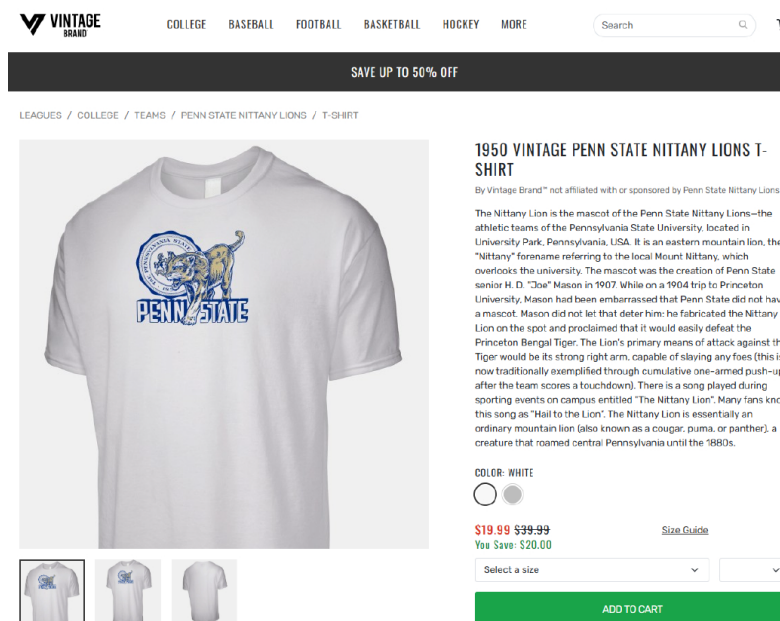 VINTAGE
BRAND
COLLEGE BASEBALL FOOTBALL BASKETBALL HOCKEY MORE
Search
SAVE UP TO 50% OFF
LEAGUES / COLLEGE / TEAMS / PENN STATE NITTANY LIONS / T-SHIRT
1950 VINTAGE PENN STATE NITTANY LIONS T-
SHIRT
By Vintage Brand™ not affiliated with or sponsored by Penn State Nittany Lions
The Nittany Lion is the mascot of the Penn State Nittany Lions—the
athletic teams of the Pennsylvania State University, located in
University Park, Pennsylvania, USA. It is an eastern mountain lion, the
"Nittany" forename referring to the local Mount Nittany, which
overlooks the university. The mascot was the creation of Penn State
senior H. D. "Joe" Mason in 1907. While on a 1904 trip to Princeton
University, Mason had been embarrassed that Penn State did not hav
a mascot. Mason did not let that deter him: he fabricated the Nittany
Lion on the spot and proclaimed that it would easily defeat the
Princeton Bengal Tiger. The Lion's primary means of attack against th
Tiger would be its strong right arm, capable of slaying any foes (this is
now traditionally exemplified through cumulative one-armed push-up
after the team scores a touchdown). There is a song played during
sporting events on campus entitled "The Nittany Lion". Many fans kno
this song as "Hail to the Lion". The Nittany Lion is essentially an
ordinary mountain lion (also known as a cougar, puma, or panther), a
creature that roamed central Pennsylvania until the 1880s.
THE PENNSYLVANIA STATE
PENN STATE
COLOR: WHITE
$19.99 $39.99
Size Guide
You Save: $20.00
Select a size
ADD TO CART